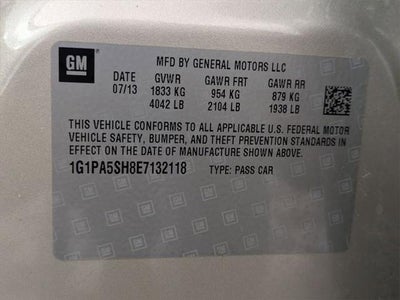 GM
MFD BY GENERAL MOTORS LLC
DATE GVWR GAWR FRT GAWR RR
07/13 1833 KG 954 KG 879 KG
4042 LB 2104 LB 1938 LB
THIS VEHICLE CONFORMS TO ALL APPLICABLE U.S. FEDERAL MOTOR
VEHICLE SAFETY, BUMPER, AND THEFT PREVENTION STANDARDS IN
EFFECT ON THE DATE OF MANUFACTURE SHOWN ABOVE.
1G1PA5SH8E7132118 TYPE: PASS CAR